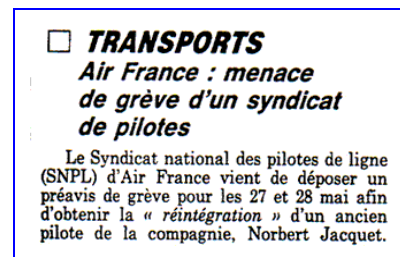 □ TRANSPORTS
Air France : menace
de grève d'un syndicat
de pilotes
Le Syndicat national des pilotes de ligne
(SNPL) d'Air France vient de déposer un
préavis de grève pour les 27 et 28 mai afin
d'obtenir la « réintégration » d'un ancien
pilote de la compagnie, Norbert Jacquet.